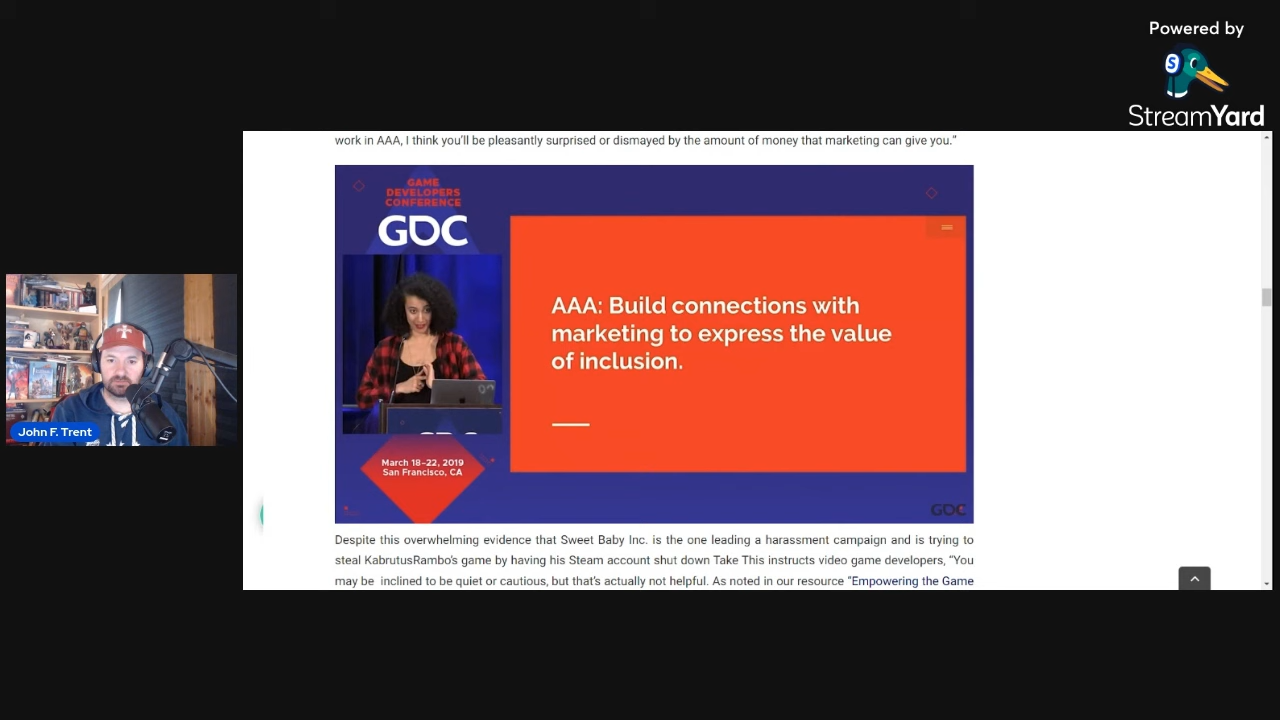 Powered by
S
StreamYard
work in AAA, I think you'll be pleasantly surprised or dismayed by the amount of money that marketing can give you."
GAME
DEVELOPERS
CONFERENCE
GDC
AAA: Build connections with
marketing to express the value
of inclusion.
T
John F. Trent
March 18-22, 2019
San Francisco, CA
GDC
Despite this overwhelming evidence that Sweet Baby Inc. is the one leading a harassment campaign and is trying to
steal KabrutusRambo's game by having his Steam account shut down Take This instructs video game developers, "You
may be inclined to be quiet or cautious, but that's actually not helpful. As noted in our resource "Empowering the Game